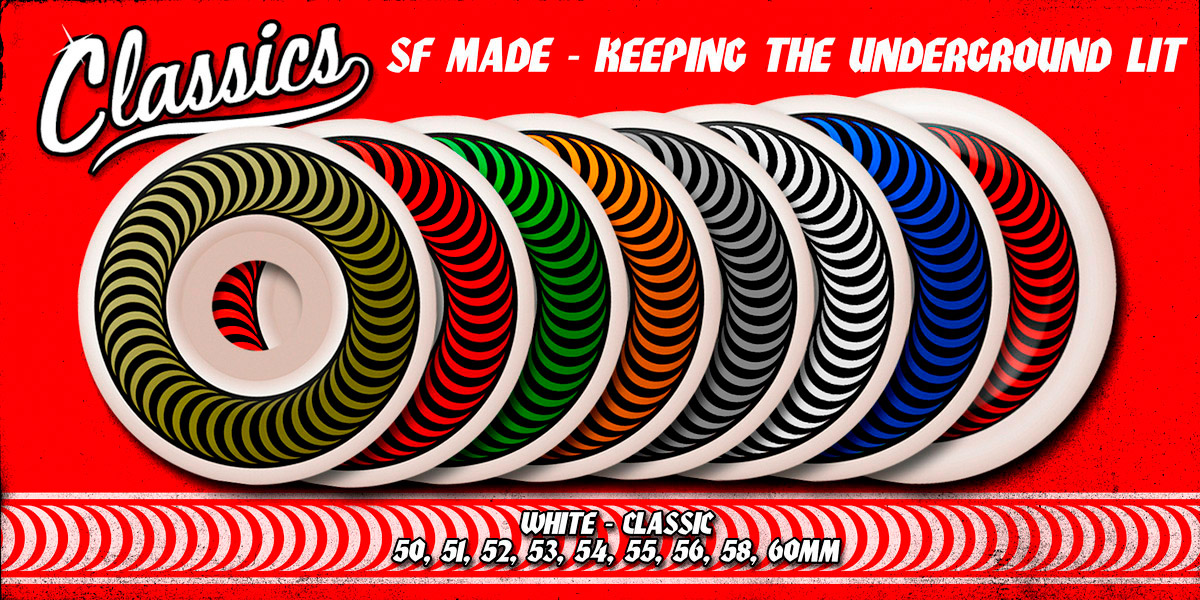 Classics
SF MADE - KEEPING THE UNDERGROUND LIT
WHITE - CLASSIC
50, 51, 52, 53, 54, 55, 56, 58, 60MM